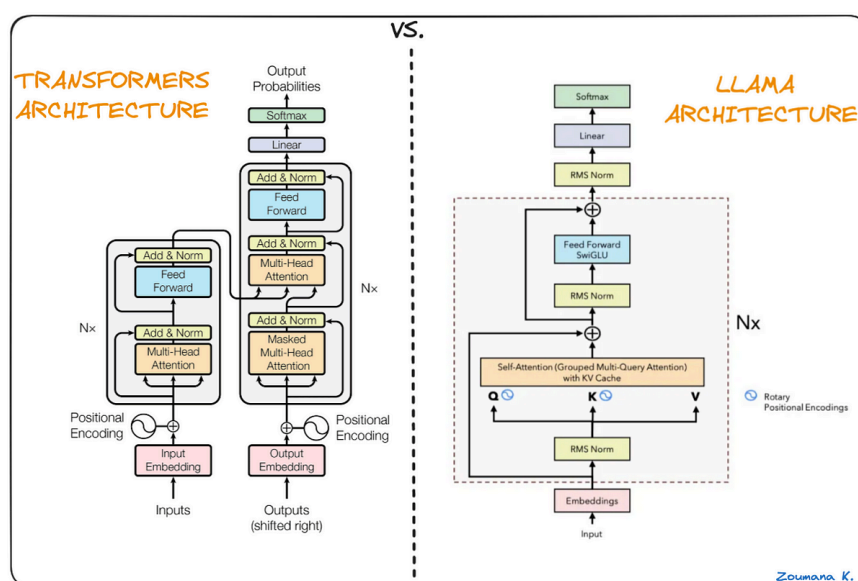 VS.
TRANSFORMERS
ARCHITECTURE
Output
Probabilities
Softmax
Linear
Add & Norm
Feed
Forward
Add & Norm
Multi-Head
Attention
Nx
Add & Norm
Masked
Multi-Head
Attention
Positional
Encoding
Output
Embedding
Outputs
(shifted right)
Add & Norm
Feed
Forward
Nx
Add & Norm
Multi-Head
Attention
Positional
Encoding
Input
Embedding
Inputs
LLAMA
ARCHITECTURE
Softmax
Linear
RMS Norm
Feed Forward
SwiGLU
RMS Norm
Nx
Self-Attention (Grouped Multi-Query Attention)
with KV Cache
Q K V
Rotary
Positional Encodings
RMS Norm
Embeddings
Input
Zoumana K.